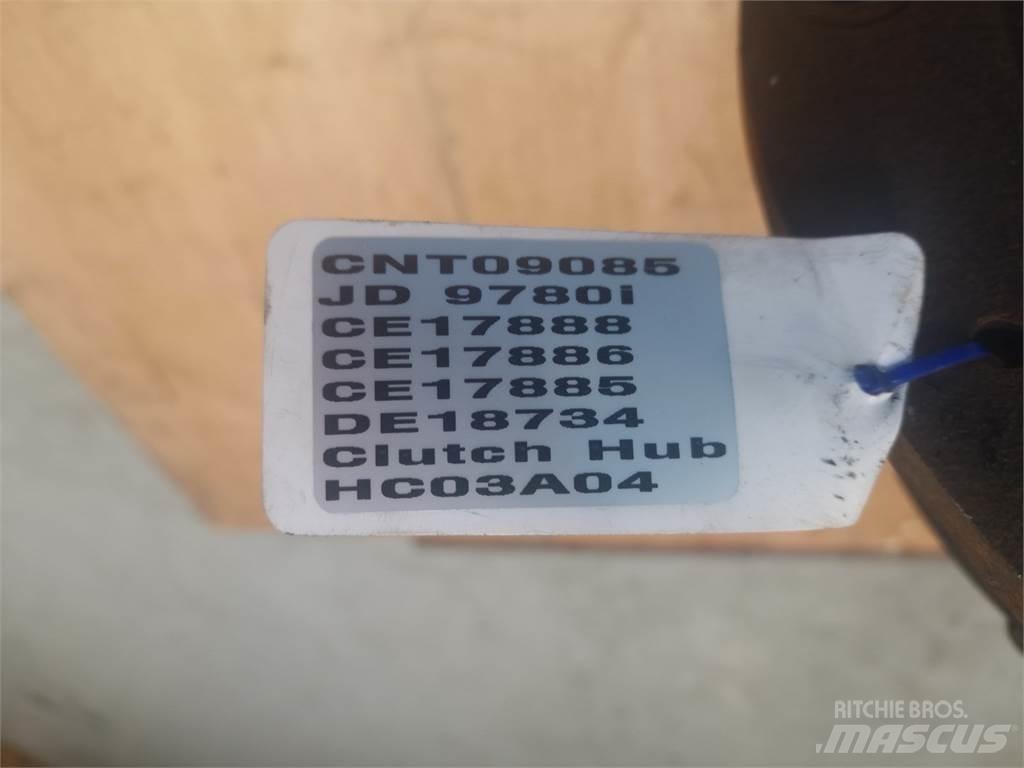 CNT09085
JD 9780i
CE17888
CE17886
CE17885
DE18734
Clutch Hub
HC03A04
RITCHIE BROS.
MASCUS